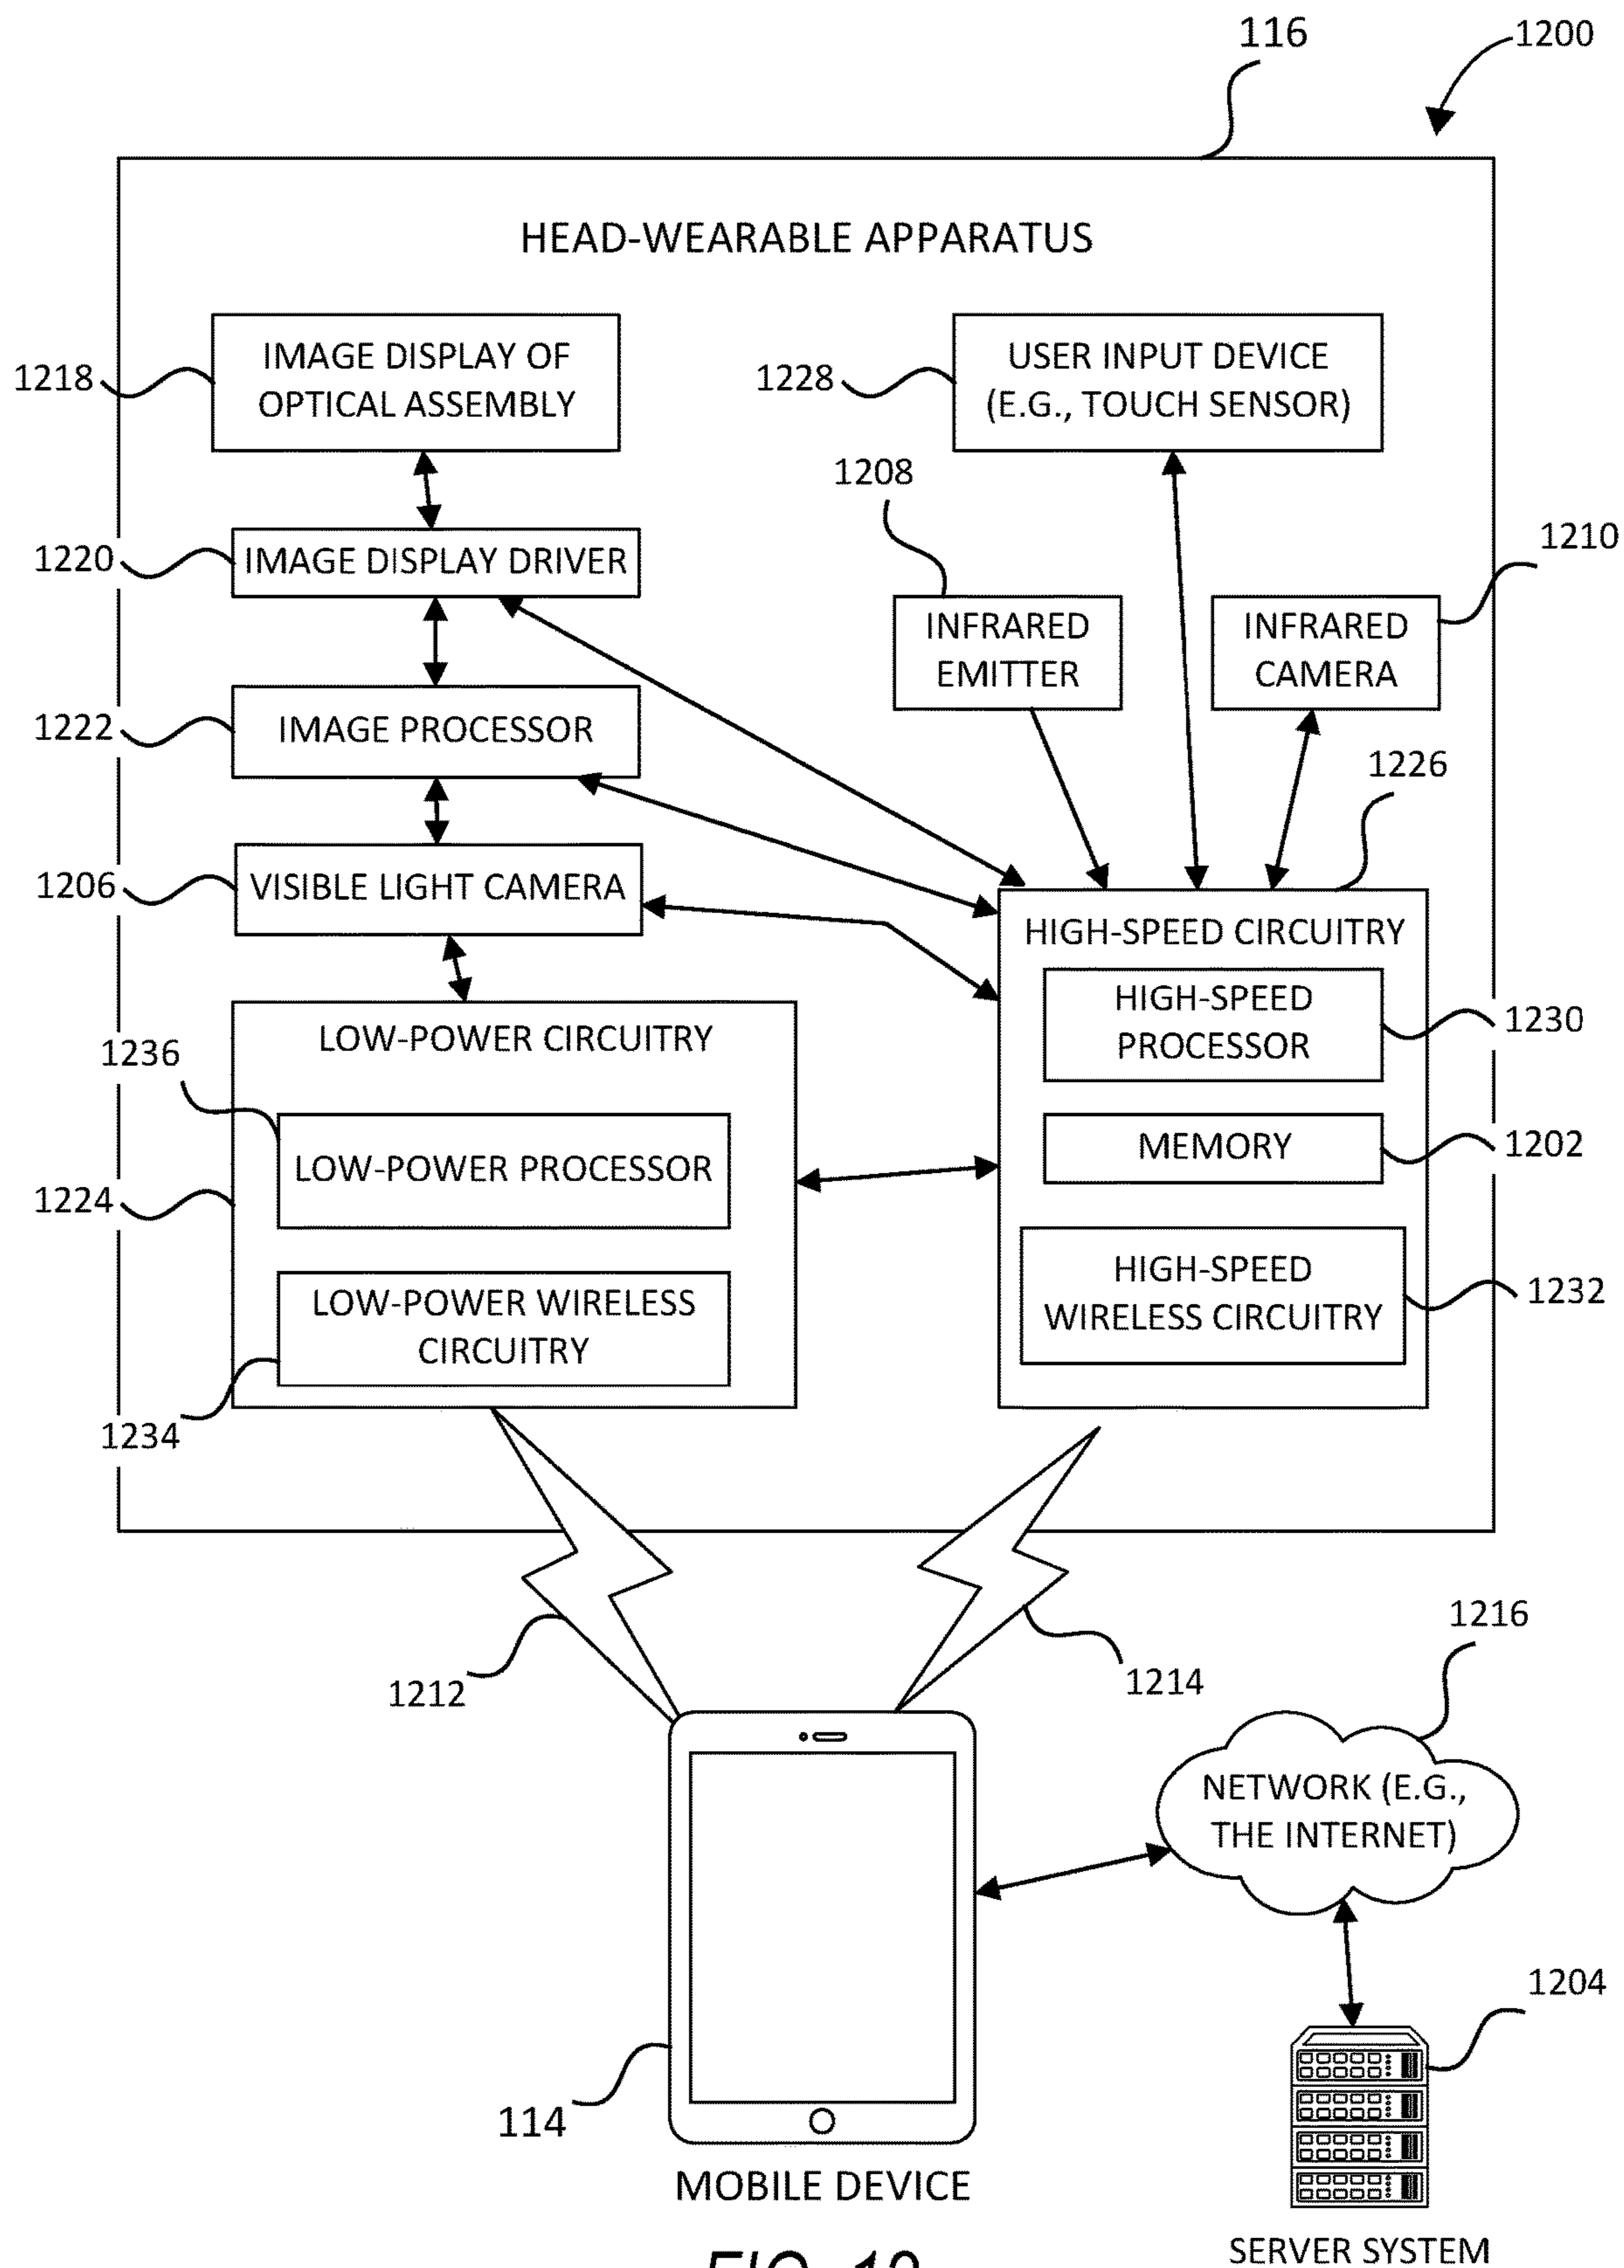 116
1200
HEAD-WEARABLE APPARATUS
IMAGE DISPLAY OF
OPTICAL ASSEMBLY
1218
USER INPUT DEVICE
(E.G., TOUCH SENSOR)
1228
1208
1210
1220
IMAGE DISPLAY DRIVER
INFRARED
EMITTER
INFRARED
CAMERA
1222
IMAGE PROCESSOR
1226
1206
VISIBLE LIGHT CAMERA
HIGH-SPEED CIRCUITRY
HIGH-SPEED
PROCESSOR
1230
LOW-POWER CIRCUITRY
1236
MEMORY
1202
LOW-POWER PROCESSOR
1224
HIGH-SPEED
WIRELESS CIRCUITRY
1232
LOW-POWER WIRELESS
CIRCUITRY
1234
1212
1214
1216
NETWORK (E.G.,
THE INTERNET)
1204
114
MOBILE DEVICE
SERVER SYSTEM